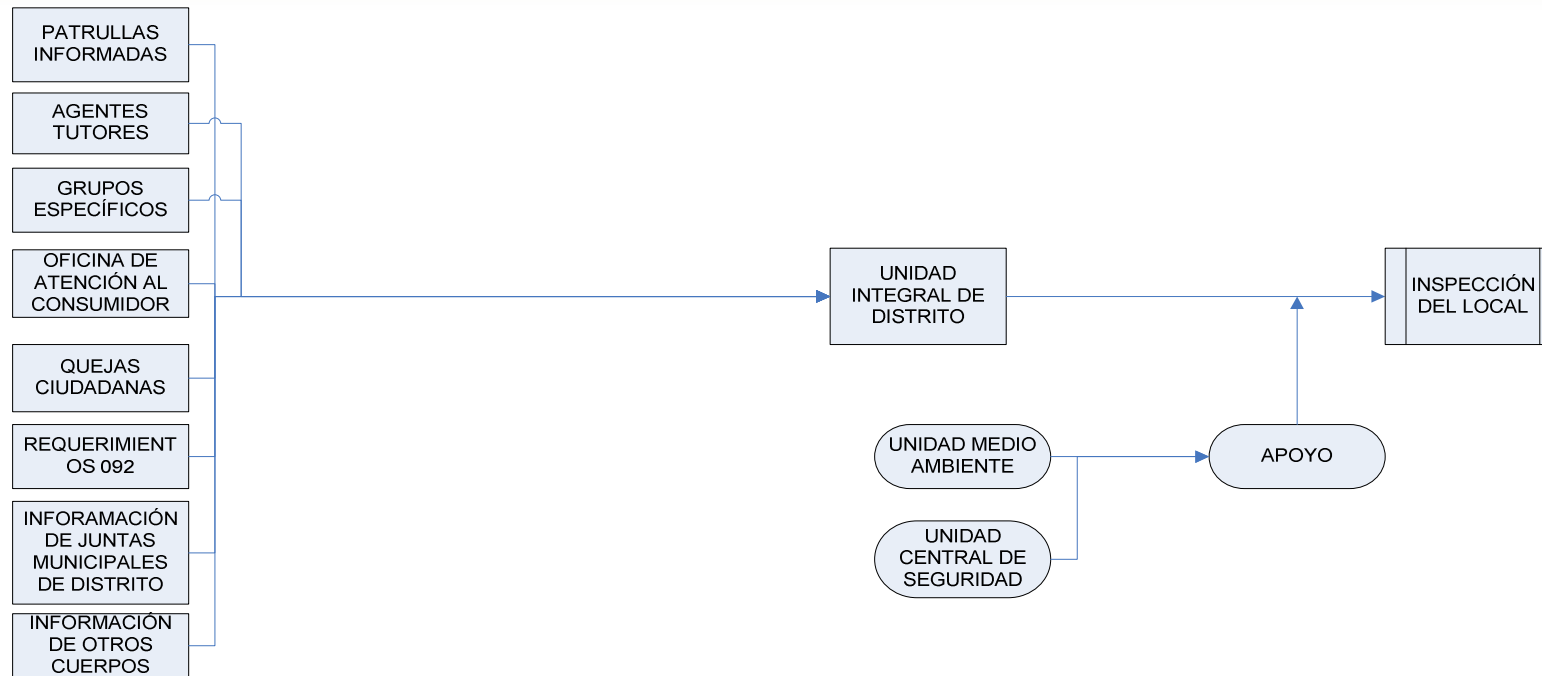 PATRULLAS
INFORMADAS
AGENTES
TUTORES
GRUPOS
ESPECÍFICOS
OFICINA DE
ATENCIÓN AL
CONSUMIDOR
QUEJAS
CIUDADANAS
REQUERIMIENT
OS 092
INFORAMACIÓN
DE JUNTAS
MUNICIPALES
DE DISTRITO
INFORMACIÓN
DE OTROS
CUERPOS
UNIDAD
INTEGRAL DE
DISTRITO
INSPECCIÓN
DEL LOCAL
UNIDAD MEDIO
AMBIENTE
APOYO
UNIDAD
CENTRAL DE
SEGURIDAD